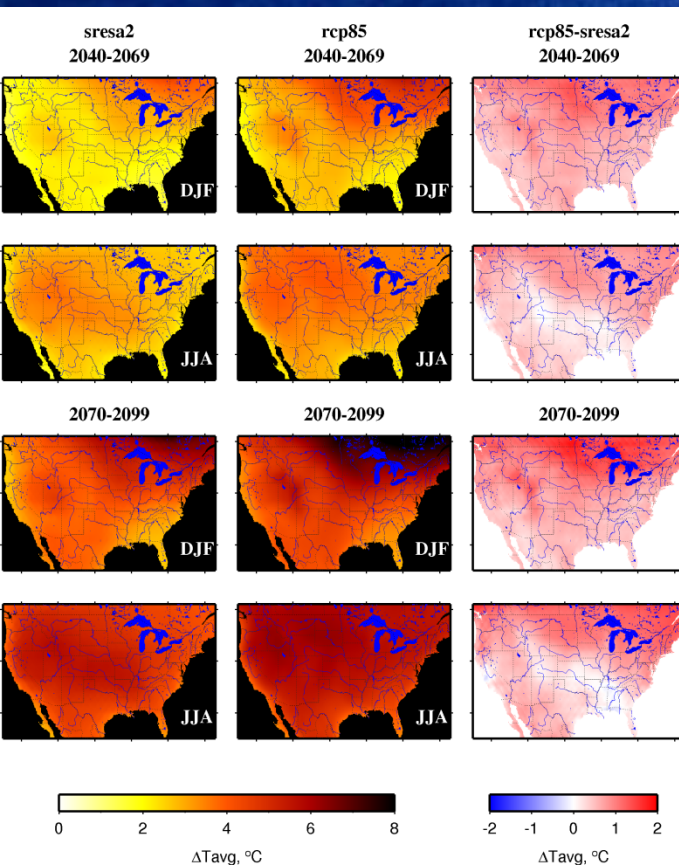 sresa2 rcp85 rcp85-sresa2
2040-2069 2040-2069 2040-2069
DJF DJF
JJA JJA
2070-2099 2070-2099 2070-2099
DJF DJF
JJA JJA
0 2 4 6 8 -2 -1 0 1 2
ΔTavg, °C ΔTavg, °C